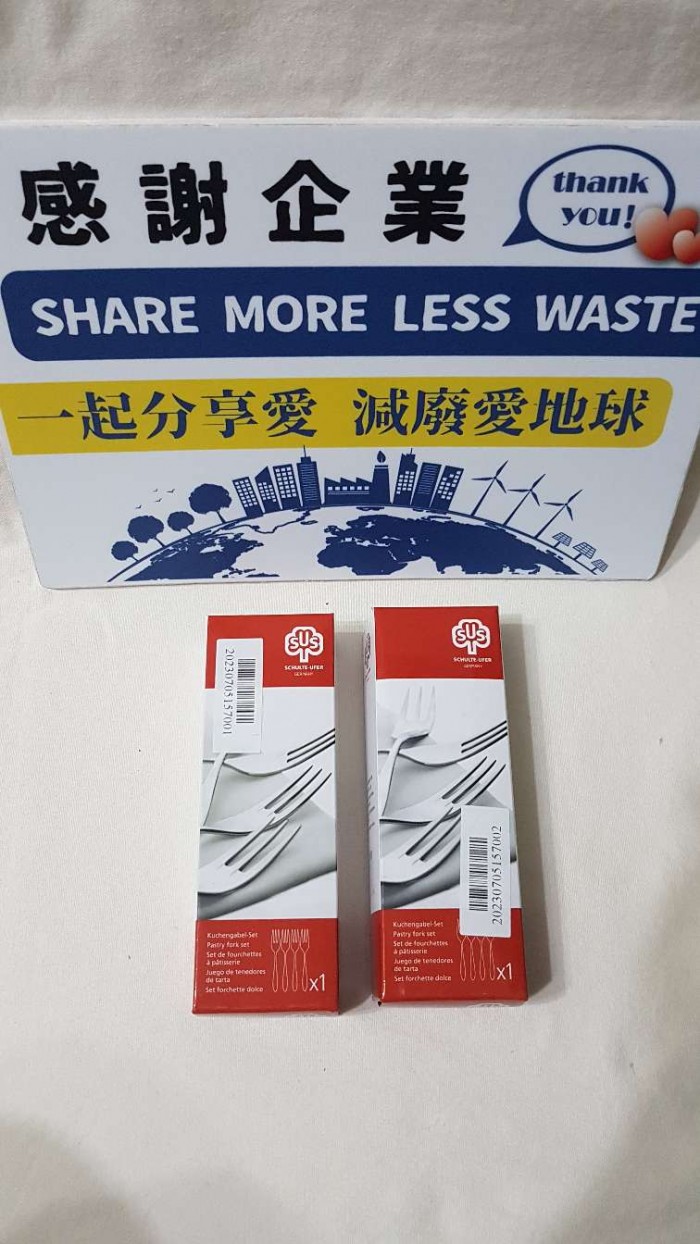 感謝企業
thank
you!
SHARE MORE LESS WASTE
一起分享愛 減廢愛地球
SUS
SCHULTE-UFER
GERMANY
20230705157001
Kuchengabel-Set
Pastry fork set
Set de fourchettes
à pâtisserie
Juego de tenedores
de tarta
Set forchette dolce
x1
SUS
SCHULTE-UFER
GERMANY
20230705157002
Kuchengabel-Set
Pastry fork set
Set de fourchettes
à pâtisserie
Juego de tenedores
de tarta
Set forchette dolce
x1